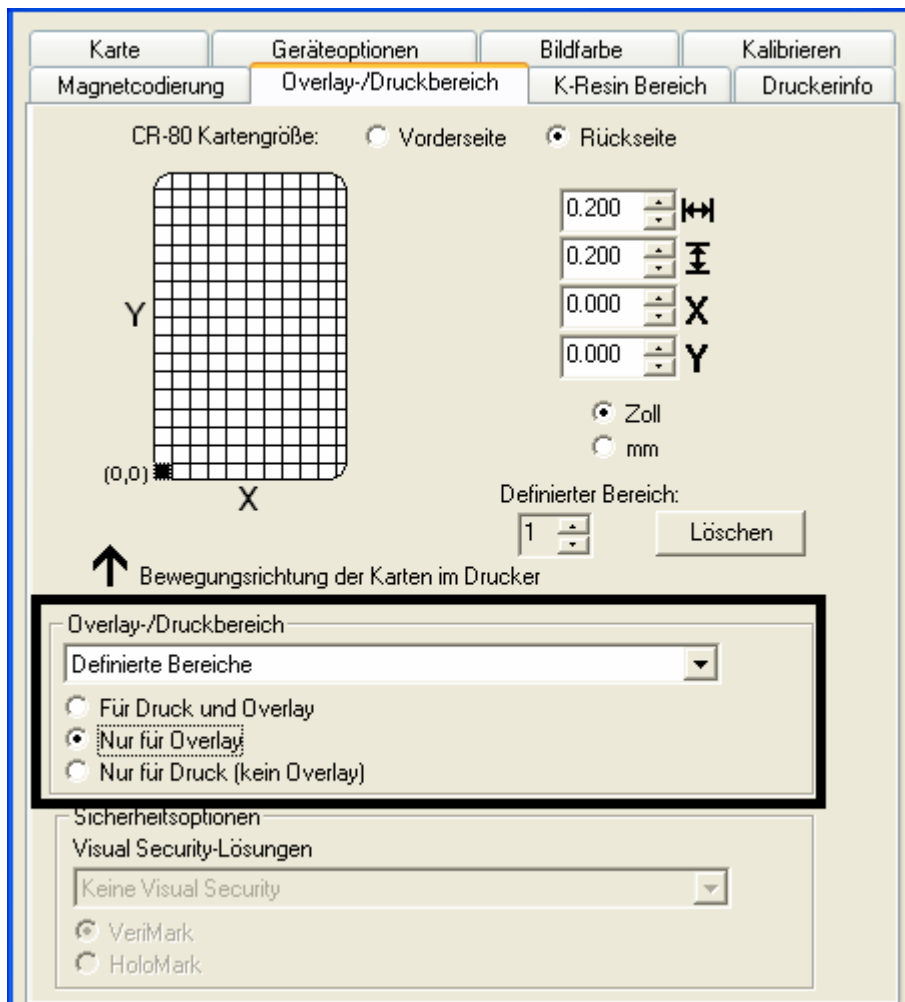 Karte Geräteoptionen Bildfarbe Kalibrieren
Magnetcodierung Overlay-/Druckbereich K-Resin Bereich Druckerinfo
CR-80 Kartengröße: Vorderseite Rückseite
0.200
0.200
Y 0.000 X
0.000 Y
Zoll
mm
(0,0)
X
Definierter Bereich:
1 Löschen
Bewegungsrichtung der Karten im Drucker
Overlay-/Druckbereich
Definierte Bereiche
Für Druck und Overlay
Nur für Overlay
Nur für Druck (kein Overlay)
Sicherheitsoptionen
Visual Security-Lösungen
Keine Visual Security
VeriMark
HoloMark